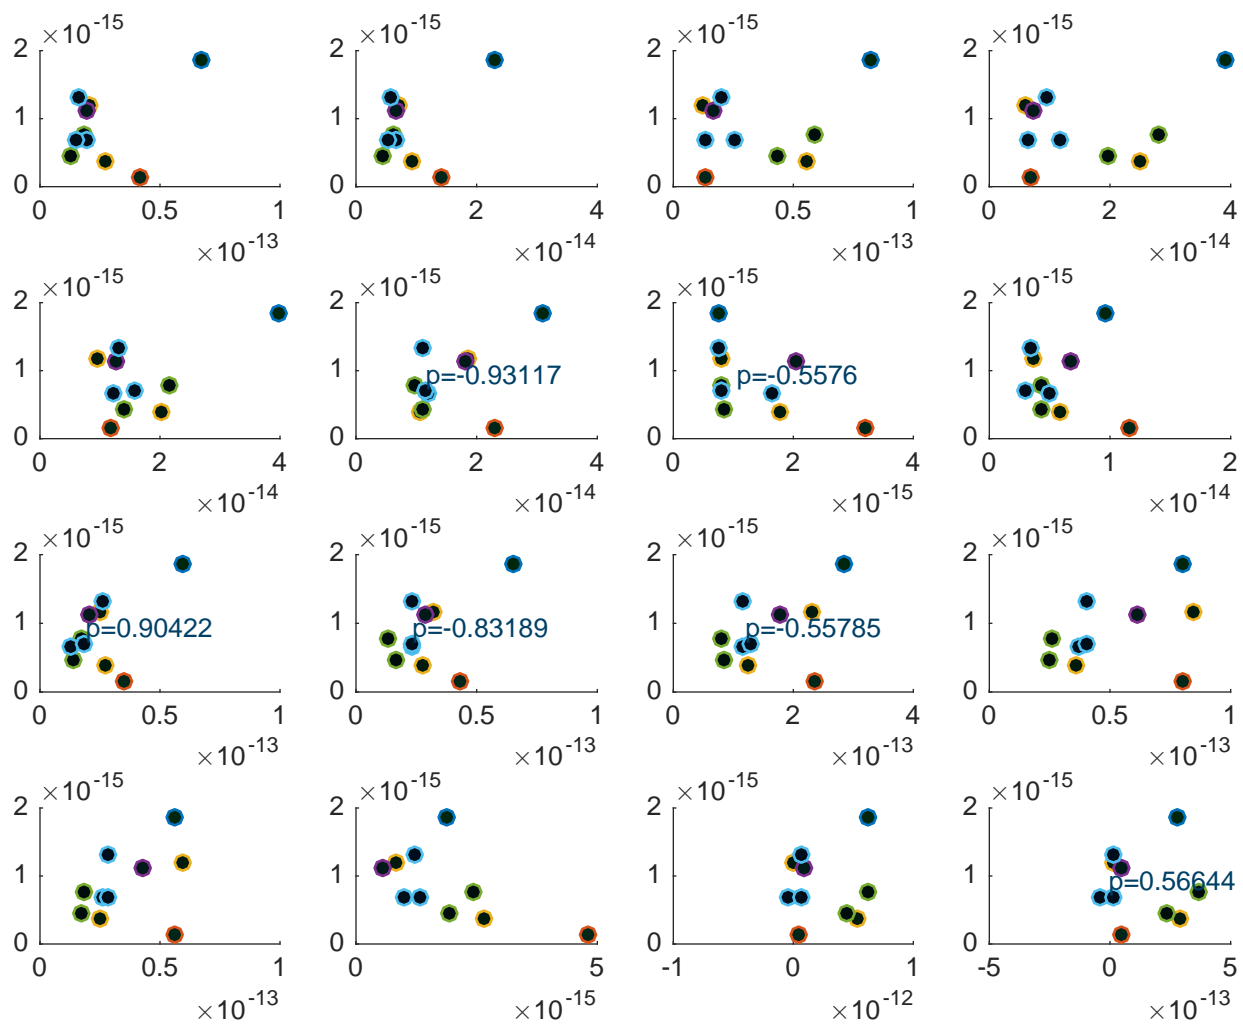 ×10-15 ×10-15 ×10-15 ×10-15
2 2 2 2
1 1 1 1
0 0 0 0
0 0.5 1 0 2 4 0 0.5 1 0 2 4
×10-13 ×10-14 ×10-13 ×10-14
×10-15 ×10-15 ×10-15 ×10-15
2 2 2 2
1 p=-0.93117 1 p=-0.5576 1 1
0 0 0 0
0 2 4 0 2 4 0 2 4 0 1 2
×10-14 ×10-14 ×10-15 ×10-14
×10-15 ×10-15 ×10-15 ×10-15
2 2 2 2
1 p=0.90422 1 p=-0.83189 1 p=-0.55785 1
0 0 0 0
0 0.5 1 0 0.5 1 0 2 4 0 0.5 1
×10-13 ×10-13 ×10-13 ×10-13
×10-15 ×10-15 ×10-15 ×10-15
2 2 2 2
1 1 1 1 p=0.56644
0 0 0 0
0 0.5 1 0 5 -1 0 1 -5 0 5
×10-13 ×10-15 ×10-12 ×10-13